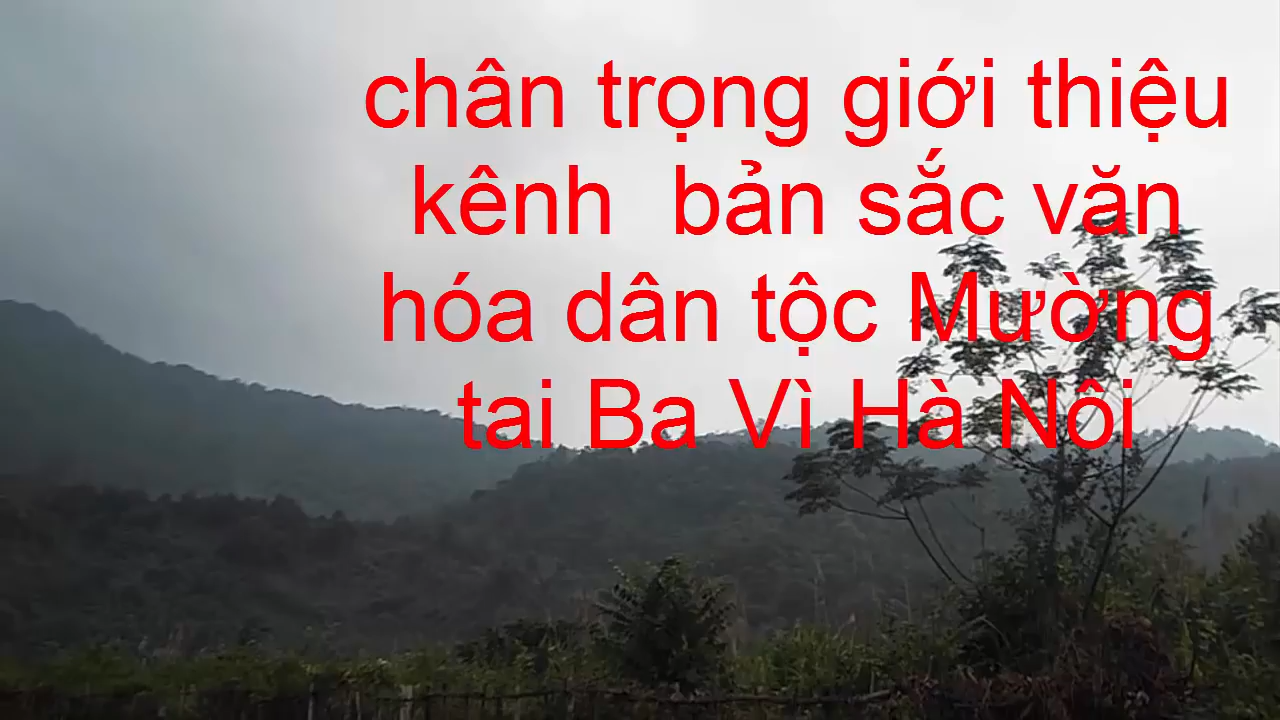 chân trọng giới thiệu
kênh  bản sắc văn
hóa dân tộc Mường
tai Ba Vì Hà Nôi